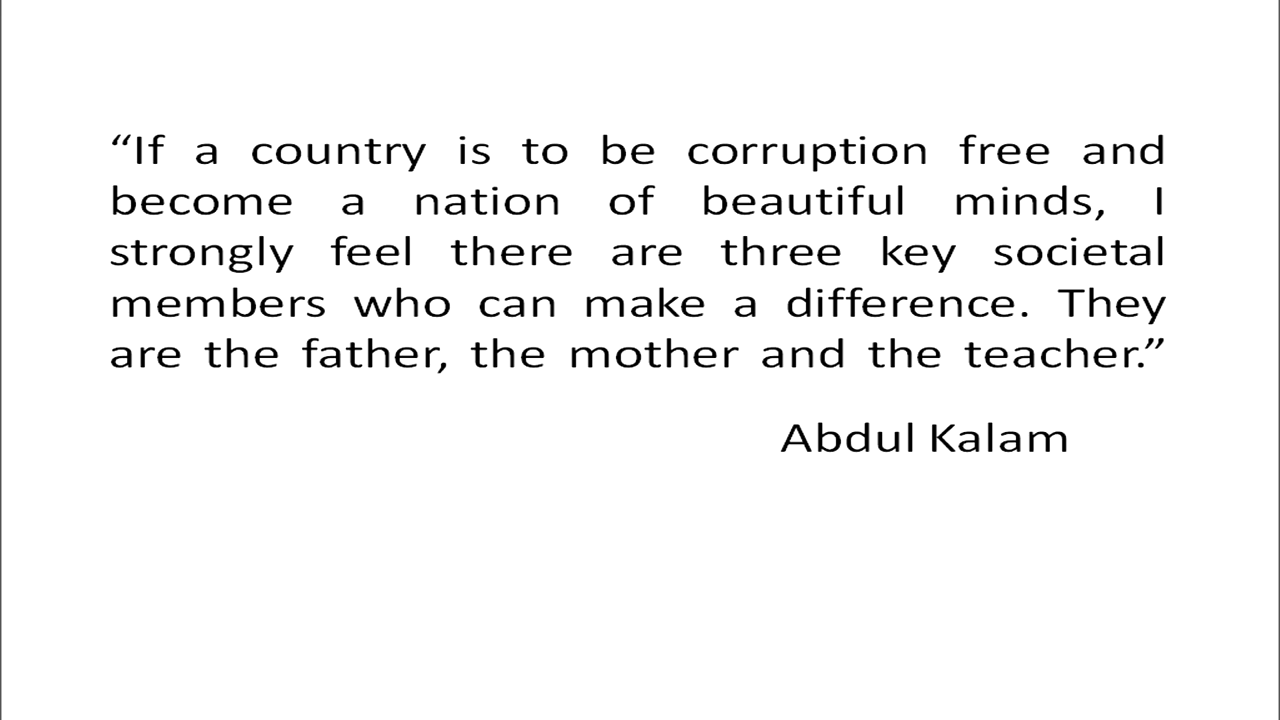 “If a country is to be corruption free and
become a nation of beautiful minds, I
strongly feel there are three key societal
members who can make a difference. They
are the father, the mother and the teacher.”
Abdul Kalam